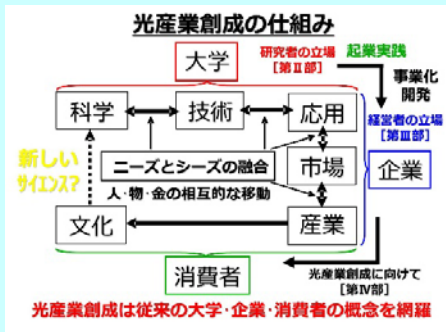 光産業創成の仕組み
研究者の立場
[第Ⅱ部]
起業実践
大学
事業化
開発
科学
技術
応用
経営者の立場
[第Ⅲ部]
新しい
サイエンス?
ニーズとシーズの融合
市場
企業
人・物・金の相互的な移動
文化
産業
消費者
光産業創成に向けて
[第Ⅳ部]
光産業創成は従来の大学・企業・消費者の概念を網羅